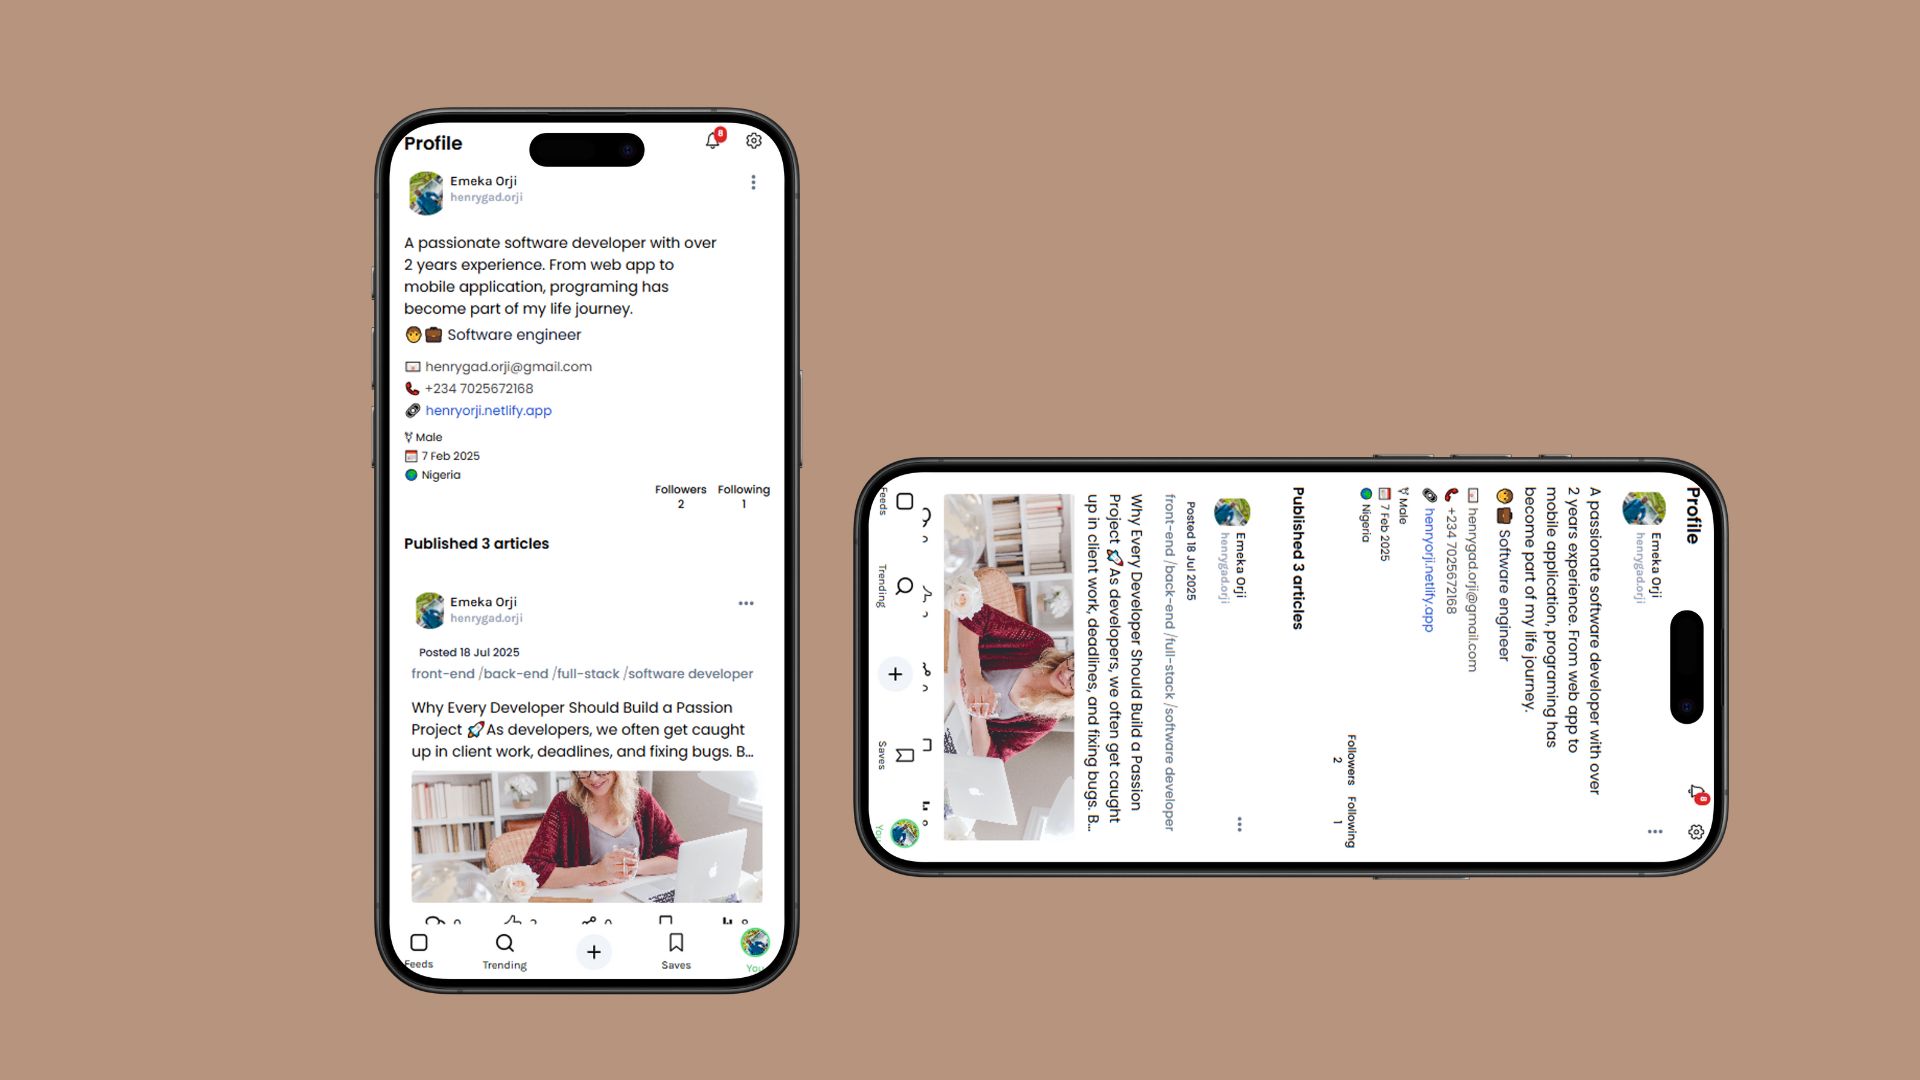 Profile
8
Emeka Orji
henrygad.orji
A passionate software developer with over
2 years experience. From web app to
mobile application, programing has
become part of my life journey.
Software engineer
henrygad.orji@gmail.com
+234 7025672168
henryorji.netlify.app
Male
7 Feb 2025
Nigeria
Followers Following
2 1
Published 3 articles
Emeka Orji
henrygad.orji
Posted 18 Jul 2025
front-end /back-end /full-stack /software developer
Why Every Developer Should Build a Passion
Project 🚀As developers, we often get caught
up in client work, deadlines, and fixing bugs. B...
Feeds
Trending
+
Saves
You
Profile
8
Emeka Orji
henrygad.orji
A passionate software developer with over
2 years experience. From web app to
mobile application, programing has
become part of my life journey.
Software engineer
henrygad.orji@gmail.com
+234 7025672168
henryorji.netlify.app
Male
7 Feb 2025
Nigeria
Followers Following
2 1
Published 3 articles
Emeka Orji
henrygad.orji
Posted 18 Jul 2025
front-end /back-end /full-stack /software developer
Why Every Developer Should Build a Passion
Project 🚀As developers, we often get caught
up in client work, deadlines, and fixing bugs. B...
Feeds
Trending
+
Saves
You